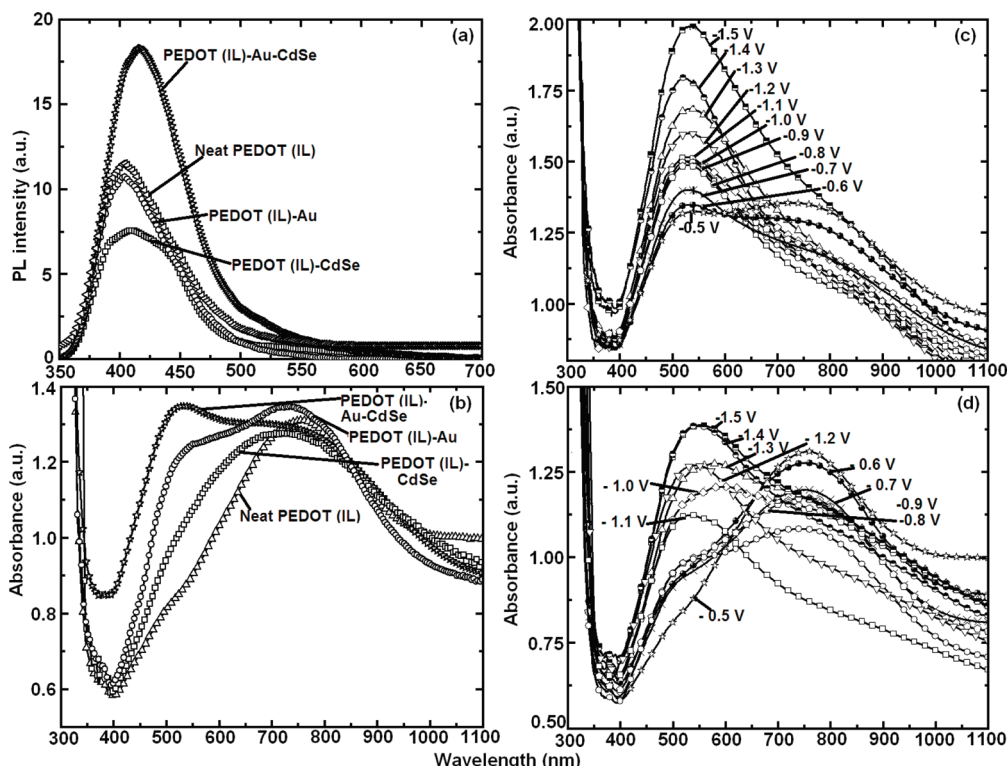 (a)
PEDOT (IL)-Au-CdSe
Neat PEDOT (IL)
PEDOT (IL)-Au
PEDOT (IL)-CdSe
PL intensity (a.u.)
20
15
10
5
0
350 400 450 500 550 600 650 700
(b)
PEDOT (IL)-
Au-CdSe
PEDOT (IL)-Au
PEDOT (IL)-
CdSe
Neat PEDOT (IL)
Absorbance (a.u.)
1.4
1.2
1.0
0.8
0.6
300 400 500 600 700 800 900 1000 1100
(c)
-1.5 V
-1.4 V
-1.3 V
-1.2 V
-1.1 V
-1.0 V
-0.9 V
-0.8 V
-0.7 V
-0.6 V
-0.5 V
Absorbance (a.u.)
2.00
1.75
1.50
1.25
1.00
300 400 500 600 700 800 900 1000 1100
(d)
-1.5 V
-1.4 V
-1.3 V
-1.2 V
0.6 V
0.7 V
-0.9 V
-0.8 V
- 1.0 V
- 1.1 V
- 0.5 V
Absorbance (a.u.)
1.50
1.25
1.00
0.75
0.50
300 400 500 600 700 800 900 1000 1100
Wavelength (nm)